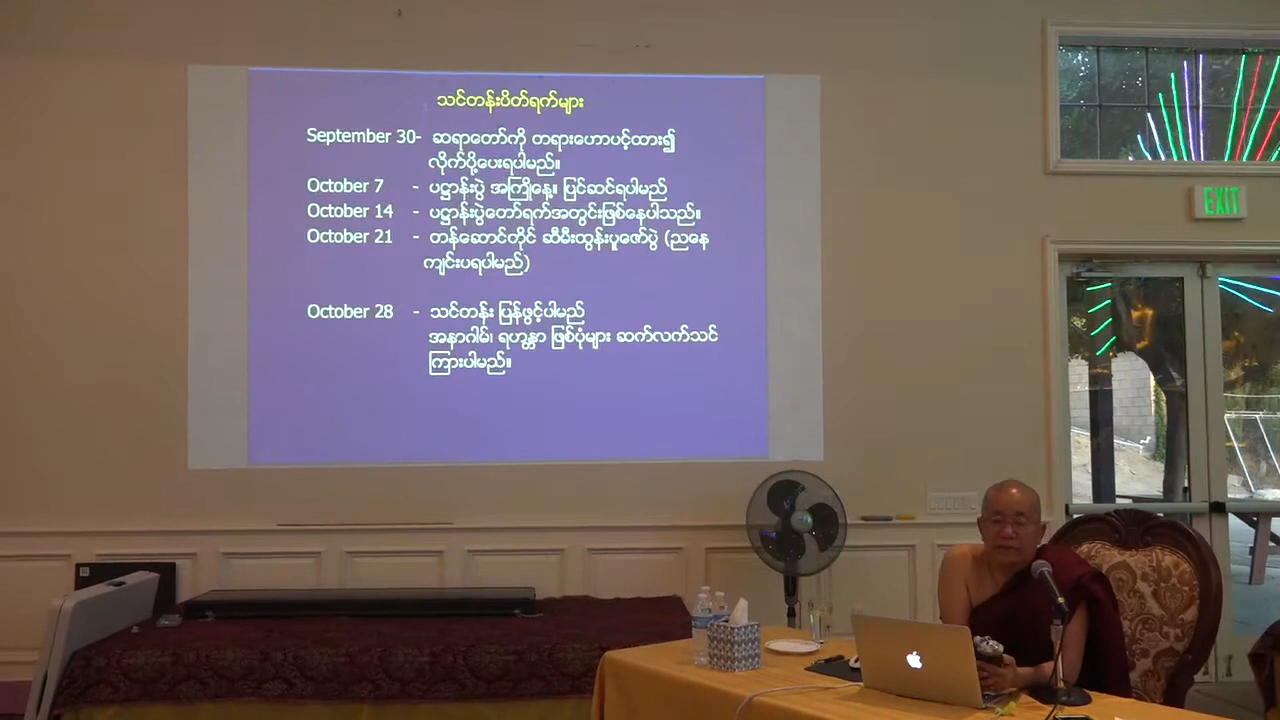 သင်တန်းပိတ်ရက်များ
September 30- ဆရာတော်ကို တရားဟောပင့်ထား၍
လိုက်ပို့ပေးရပါမည်။
October 7 - ပဋ္ဌာန်းပွဲ အကြိုနေ့။ ပြင်ဆင်ရပါမည်
October 14 - ပဋ္ဌာန်းပွဲတော်ရက်အတွင်းဖြစ်နေပါသည်။
October 21 - တန်ဆောင်တိုင် ဆီမီးထွန်းပူဇော်ပွဲ (ညနေ
ကျင်းပရပါမည်)
October 28 - သင်တန်း ပြန်ဖွင့်ပါမည်
အနာဂါမ်၊ ရဟန္တာ ဖြစ်ပုံများ ဆက်လက်သင်
ကြားပါမည်။
EXIT